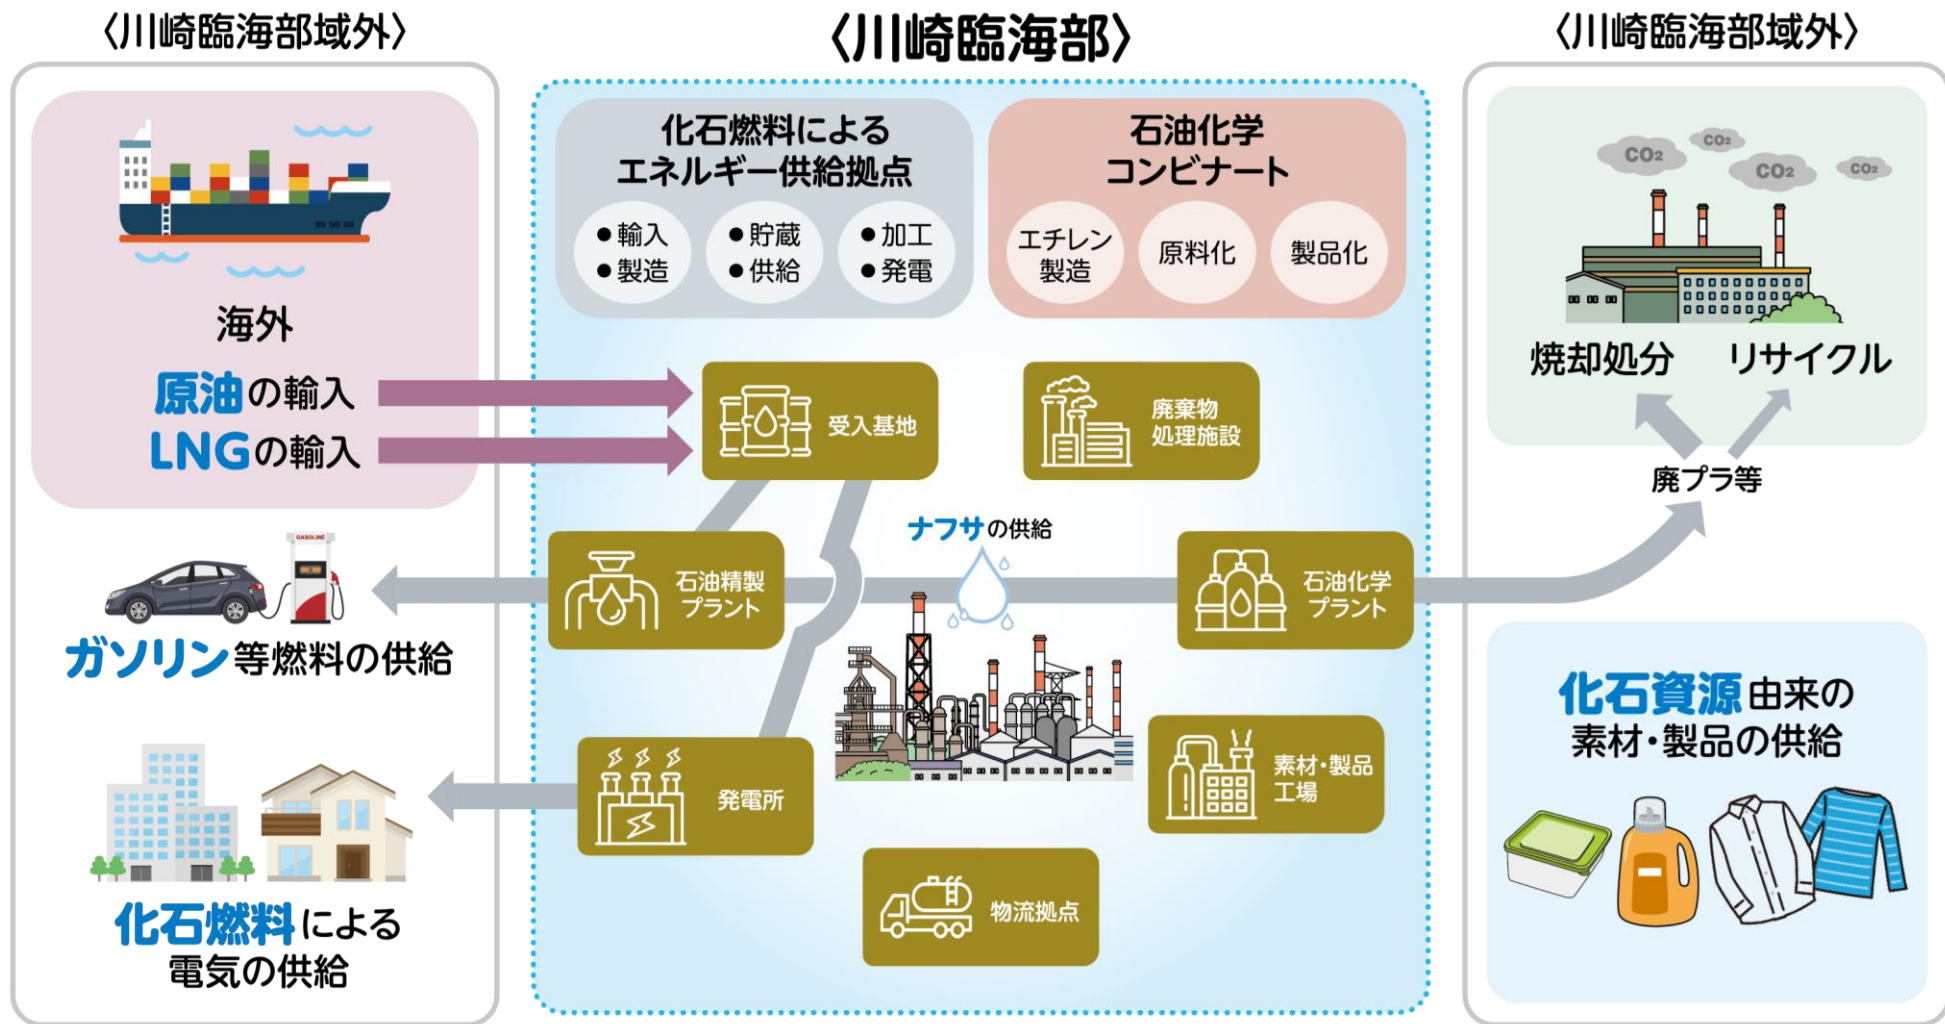 〈川崎臨海部域外〉
海外
原油の輸入
LNGの輸入
GASOLINE
ガソリン等燃料の供給
化石燃料による
電気の供給
〈川崎臨海部〉
化石燃料による
エネルギー供給拠点
●輸入
●製造
●貯蔵
●供給
●加工
●発電
石油化学
コンビナート
エチレン
製造
原料化
製品化
受入基地
廃棄物
処理施設
ナフサの供給
石油精製
プラント
石油化学
プラント
発電所
素材・製品
工場
物流拠点
〈川崎臨海部域外〉
CO2
CO2
CO2
CO2
焼却処分
リサイクル
廃プラ等
化石資源由来の
素材・製品の供給